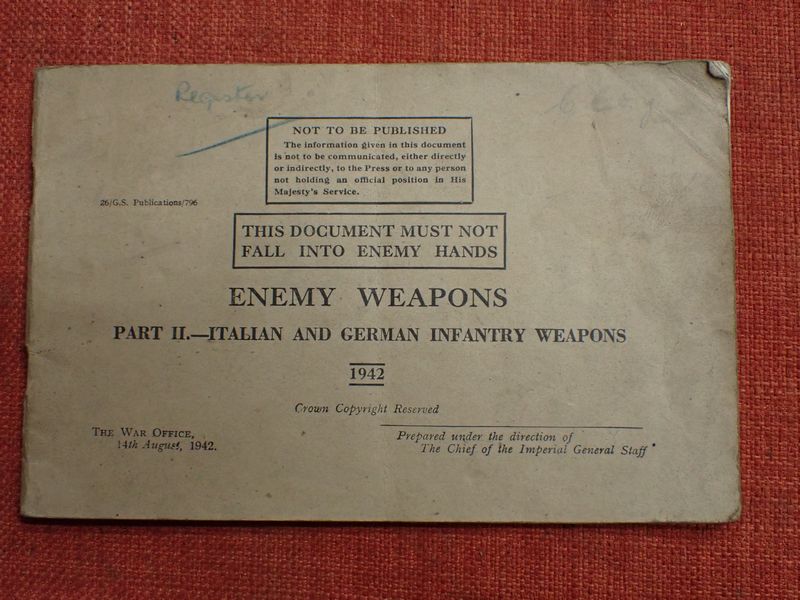 Register
NOT TO BE PUBLISHED
The information given in this document
is not to be communicated, either directly
or indirectly, to the Press or to any person
not holding an official position in His
Majesty's Service.
26/G.S. Publications/796
THIS DOCUMENT MUST NOT
FALL INTO ENEMY HANDS
ENEMY WEAPONS
PART II.—ITALIAN AND GERMAN INFANTRY WEAPONS
1942
Crown Copyright Reserved
THE WAR OFFICE,
14th August, 1942.
Prepared under the direction of
The Chief of the Imperial General Staff